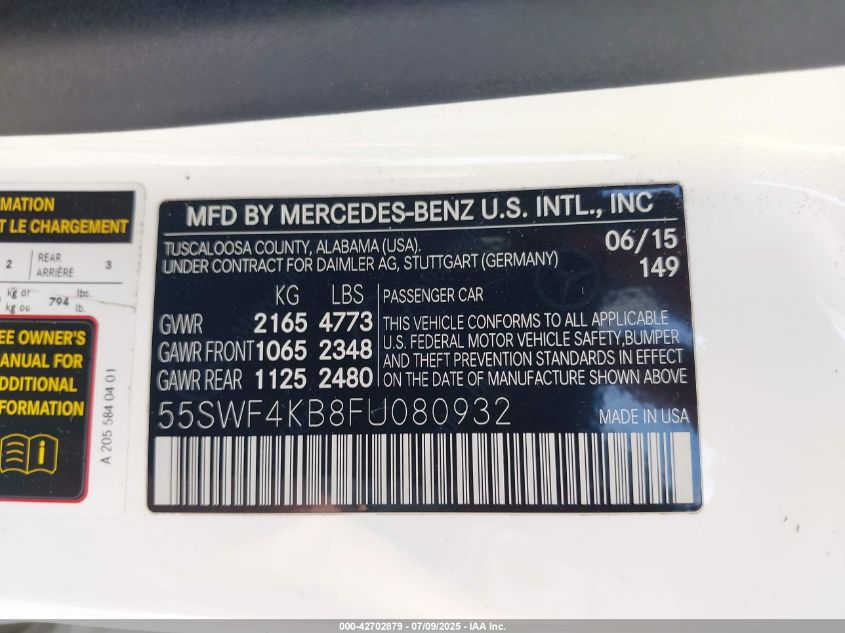 MATION
T LE CHARGEMENT
2 REAR ARRIÈRE 3
kg or kg ou 794 lbs. lb.
EE OWNER'S
MANUAL FOR
ADDITIONAL
FORMATION
A 205 584 04 01
MFD BY MERCEDES-BENZ U.S. INTL., INC
TUSCALOOSA COUNTY, ALABAMA (USA). 06/15
UNDER CONTRACT FOR DAIMLER AG, STUTTGART (GERMANY) 149
KG LBS PASSENGER CAR
GVWR 2165 4773
GAWR FRONT 1065 2348
GAWR REAR 1125 2480
THIS VEHICLE CONFORMS TO ALL APPLICABLE
U.S. FEDERAL MOTOR VEHICLE SAFETY,BUMPER
AND THEFT PREVENTION STANDARDS IN EFFECT
ON THE DATE OF MANUFACTURE SHOWN ABOVE
55SWF4KB8FU080932 MADE IN USA
000-42702879 - 07/09/2025 - IAA Inc.